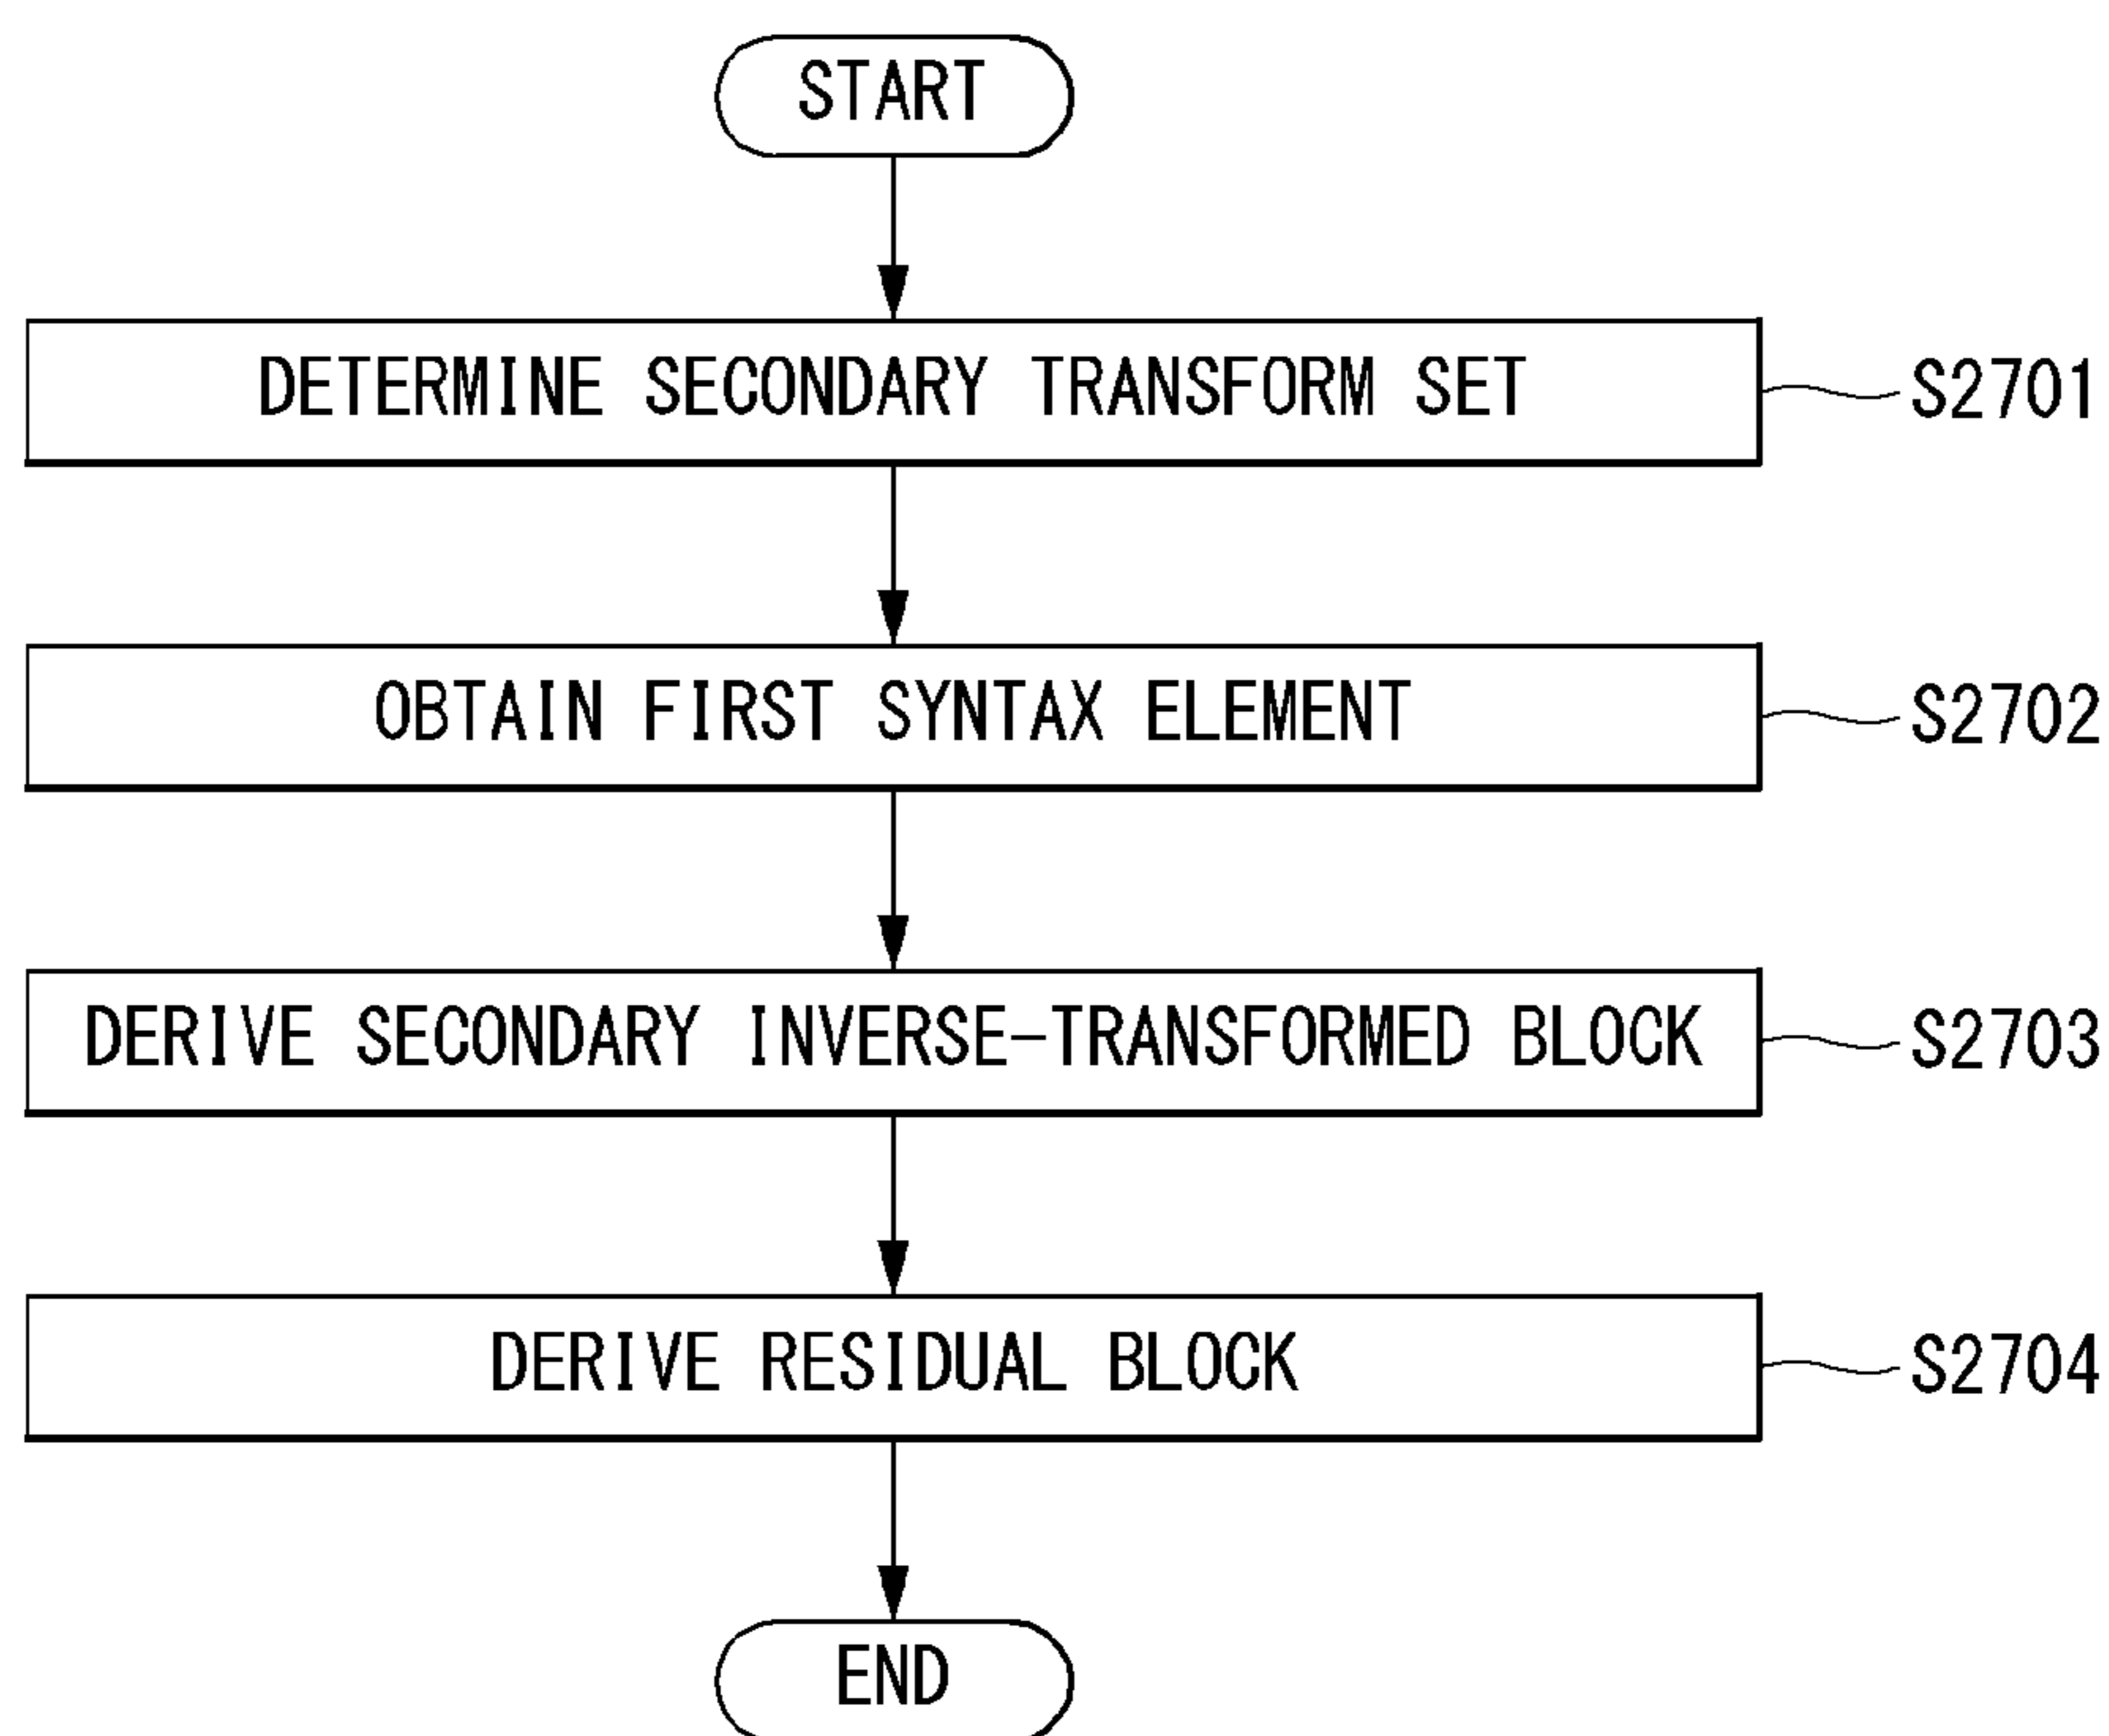 START
DETERMINE SECONDARY TRANSFORM SET
S2701
OBTAIN FIRST SYNTAX ELEMENT
S2702
DERIVE SECONDARY INVERSE-TRANSFORMED BLOCK
S2703
DERIVE RESIDUAL BLOCK
S2704
END